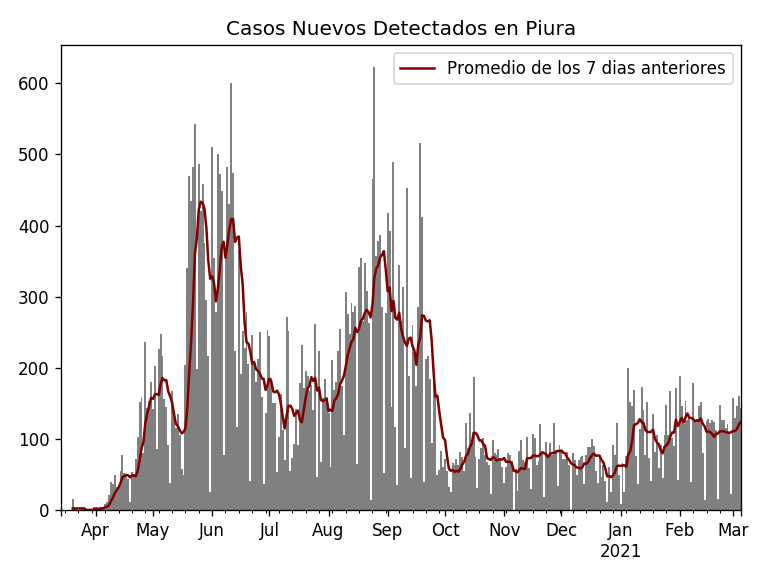 Casos Nuevos Detectados en Piura
Promedio de los 7 dias anteriores
600
500
400
300
200
100
0
Apr May Jun Jul Aug Sep Oct Nov Dec Jan Feb Mar
2021